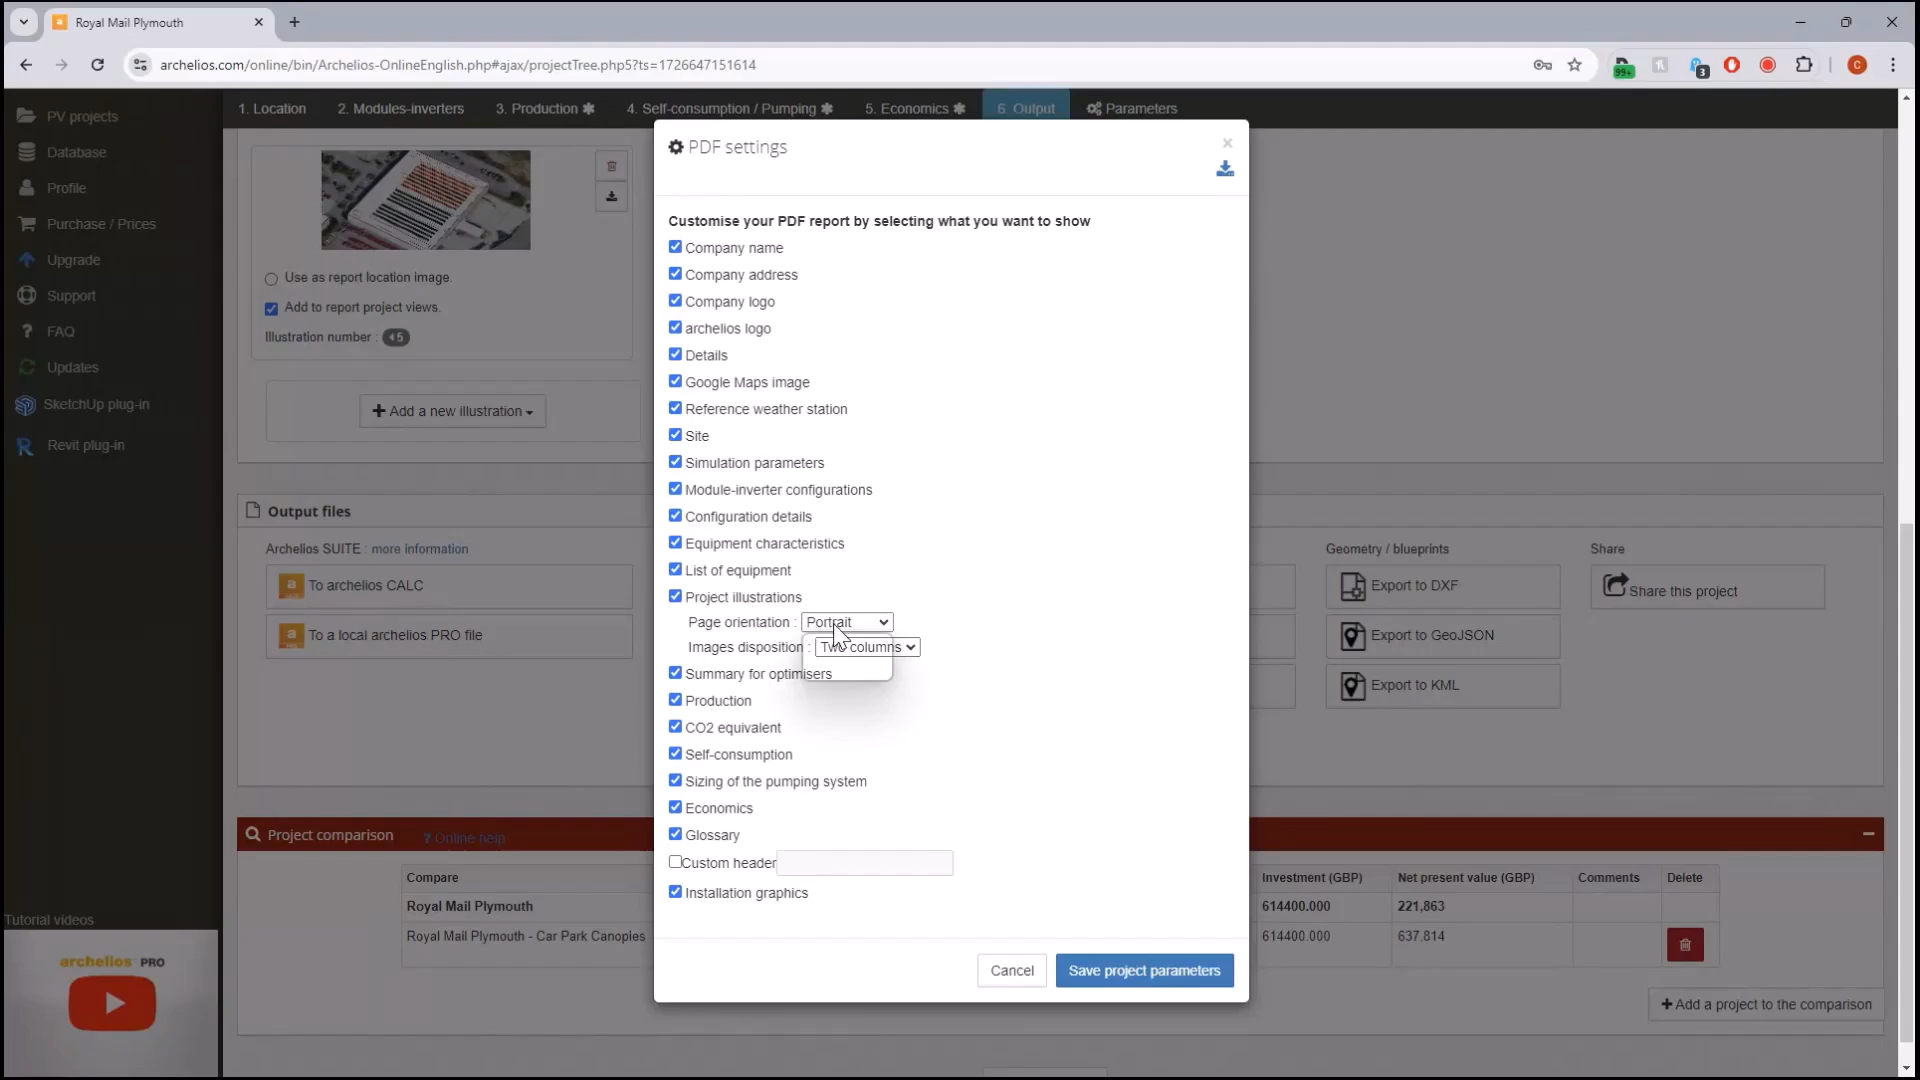 Royal Mail Plymouth
archelios.com/online/bin/Archelios-OnlineEnglish.php#ajax/projectTree.php5?ts=1726647151614
99+
3
C
PV projects
Database
Profile
Purchase / Prices
Upgrade
Support
FAQ
Updates
SketchUp plug-in
Revit plug-in
Tutorial videos
archelios PRO
1. Location
2. Modules-inverters
3. Production
4. Self-consumption / Pumping
5. Economics
6. Output
Parameters
Use as report location image.
Add to report project views.
Illustration number : 5
Add a new illustration
Output files
Archelios SUITE : more information
To archelios CALC
To a local archelios PRO file
Geometry / blueprints
Export to DXF
Export to GeoJSON
Export to KML
Share
Share this project
Project comparison
? Online help
Compare
Investment (GBP)
Net present value (GBP)
Comments
Delete
Royal Mail Plymouth
614400.000
221,863
Royal Mail Plymouth - Car Park Canopies
614400.000
637,814
Add a project to the comparison
PDF settings
Customise your PDF report by selecting what you want to show
Company name
Company address
Company logo
archelios logo
Details
Google Maps image
Reference weather station
Site
Simulation parameters
Module-inverter configurations
Configuration details
Equipment characteristics
List of equipment
Project illustrations
Page orientation : Portrait
Images disposition : Two columns
Summary for optimisers
Production
CO2 equivalent
Self-consumption
Sizing of the pumping system
Economics
Glossary
Custom header
Installation graphics
Cancel
Save project parameters